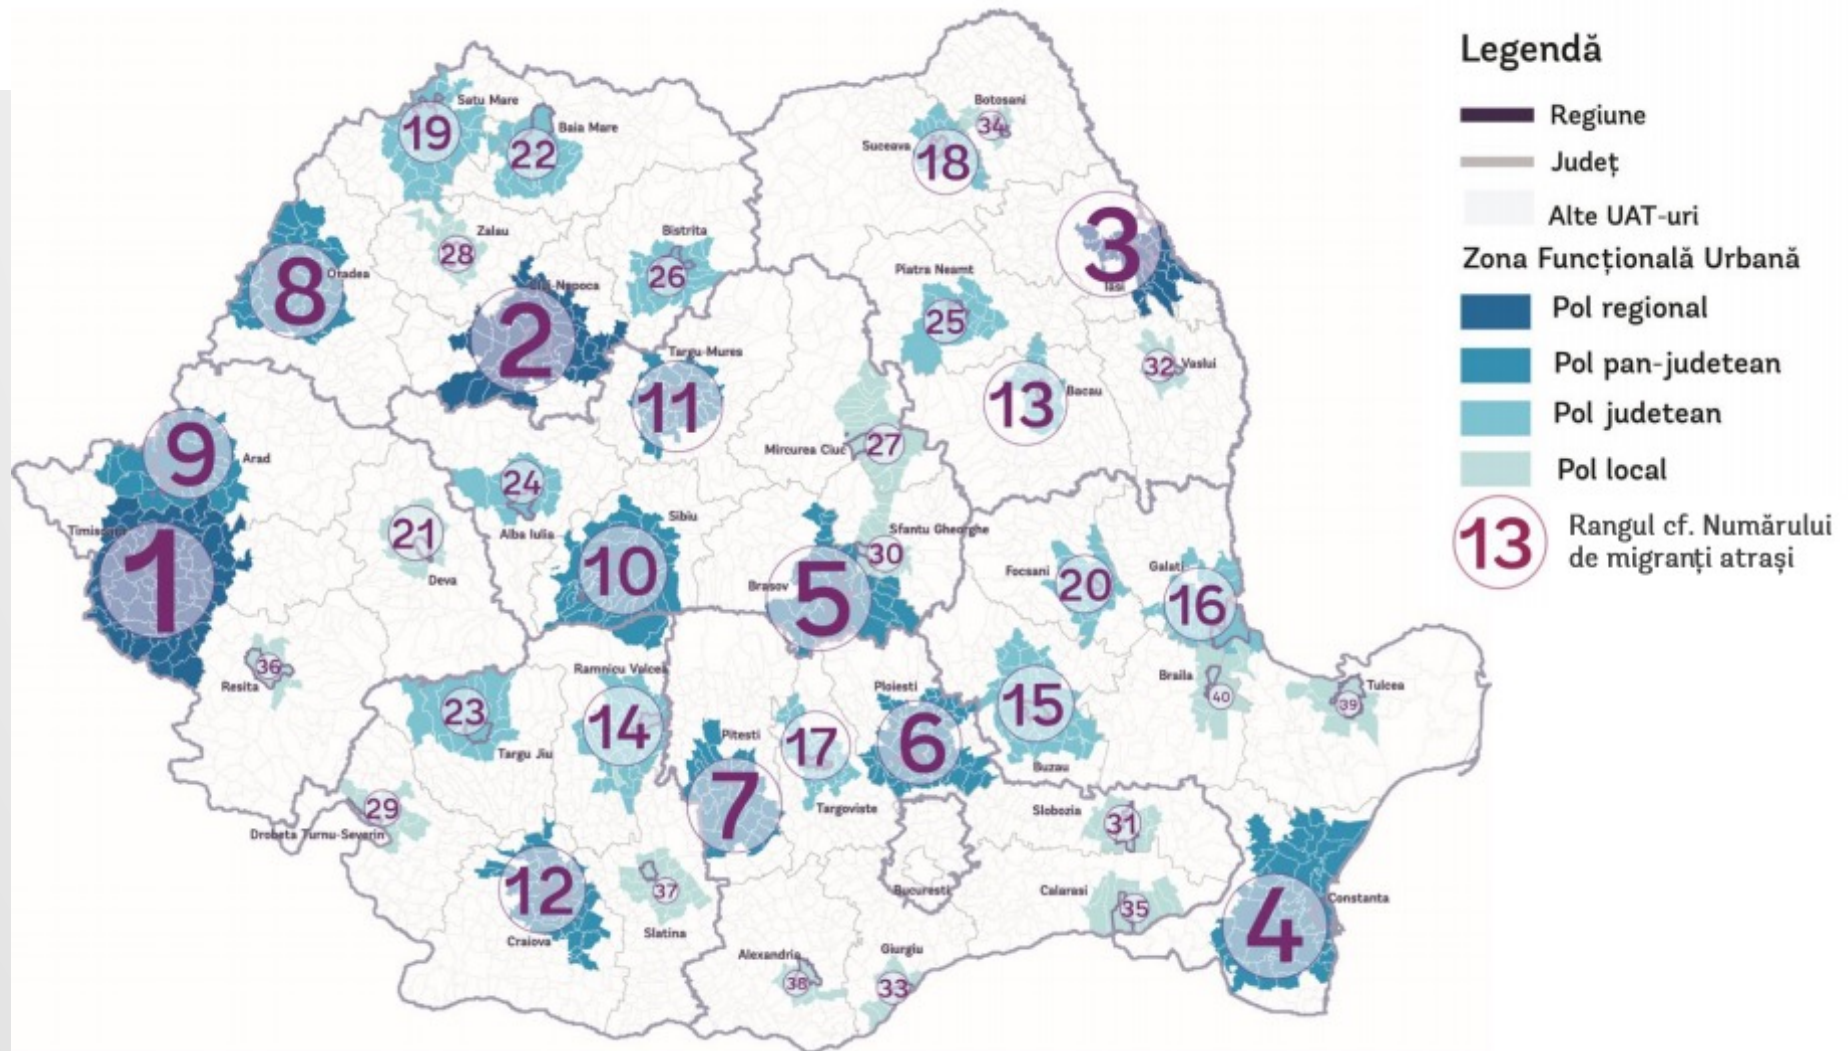 Legendă
Regiune
Județ
Alte UAT-uri
Zona Funcțională Urbană
Pol regional
Pol pan-judetean
Pol judetean
Pol local
13
Rangul cf. Numărului
de migranți atrași
Satu Mare
19
Baia Mare
22
Botosani
34
Suceava
18
Zalau
28
Bistrita
26
3
Iasi
Oradea
8
Cluj-Napoca
2
Piatra Neamt
25
Targu-Mures
11
Vaslui
32
Bacau
13
Mircurea Ciuc
27
Arad
9
Timisoara
1
Alba Iulia
24
Deva
21
Sibiu
10
Sfantu Gheorghe
30
Brasov
5
Focsani
20
Galati
16
Resita
36
Ramnicu Valcea
14
Targu Jiu
23
Ploiesti
6
Pitesti
7
17
Targoviste
15
Buzau
Braila
40
Tulcea
39
29
Drobeta Turnu-Severin
12
Craiova
37
Slatina
Slobozia
31
Bucuresti
Calarasi
35
Constanta
4
Alexandria
38
Giurgiu
33